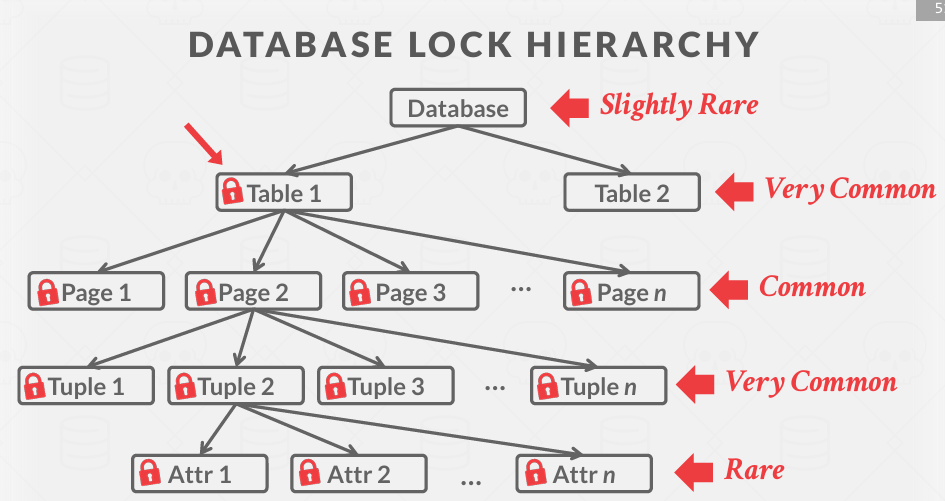 5
DATABASE LOCK HIERARCHY
Database
Slightly Rare
Table 1
Table 2
Very Common
Page 1
Page 2
Page 3
...
Page n
Common
Tuple 1
Tuple 2
Tuple 3
...
Tuple n
Very Common
Attr 1
Attr 2
...
Attr n
Rare